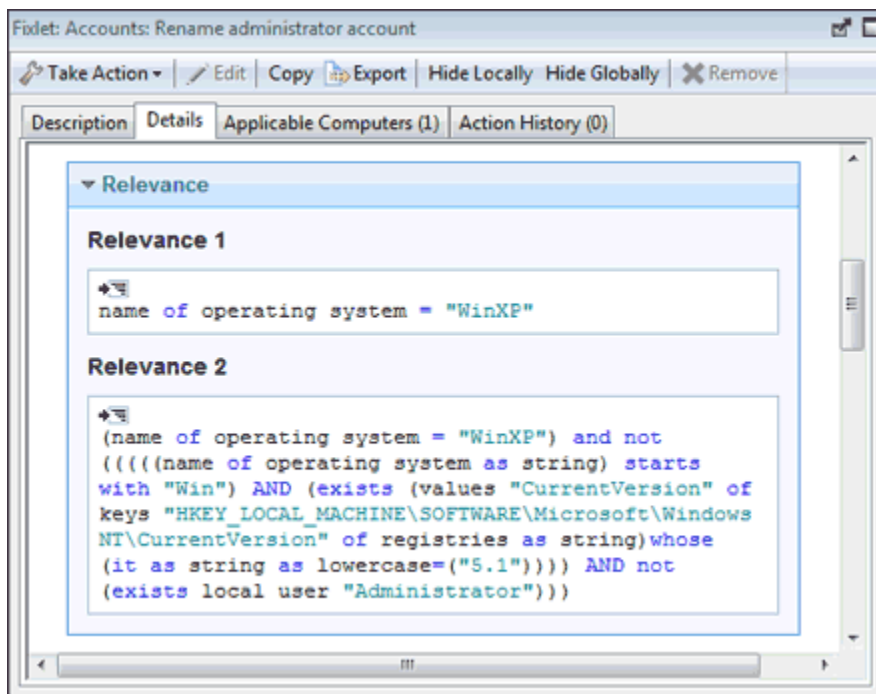 Fixlet: Accounts: Rename administrator account
Take Action Edit Copy Export Hide Locally Hide Globally Remove
Description Details Applicable Computers (1) Action History (0)
Relevance
Relevance 1
name of operating system = "WinXP"
Relevance 2
(name of operating system = "WinXP") and not
(((((name of operating system as string) starts
with "Win") AND (exists (values "CurrentVersion" of
keys "HKEY_LOCAL_MACHINE\SOFTWARE\Microsoft\Windows
NT\CurrentVersion" of registries as string)whose
(it as string as lowercase=("5.1")))) AND not
(exists local user "Administrator")))